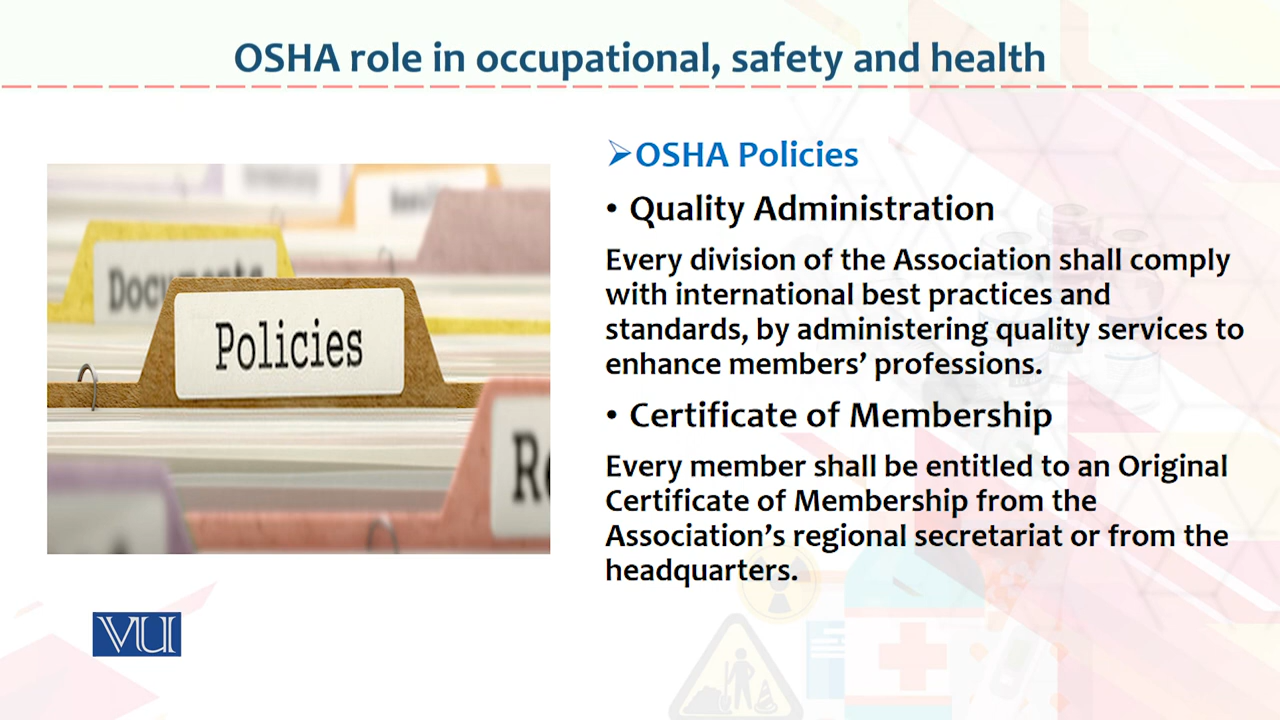 OSHA role in occupational, safety and health
➢OSHA Policies
• Quality Administration
Every division of the Association shall comply
with international best practices and
standards, by administering quality services to
enhance members’ professions.
• Certificate of Membership
Every member shall be entitled to an Original
Certificate of Membership from the
Association’s regional secretariat or from the
headquarters.
Policies
VU